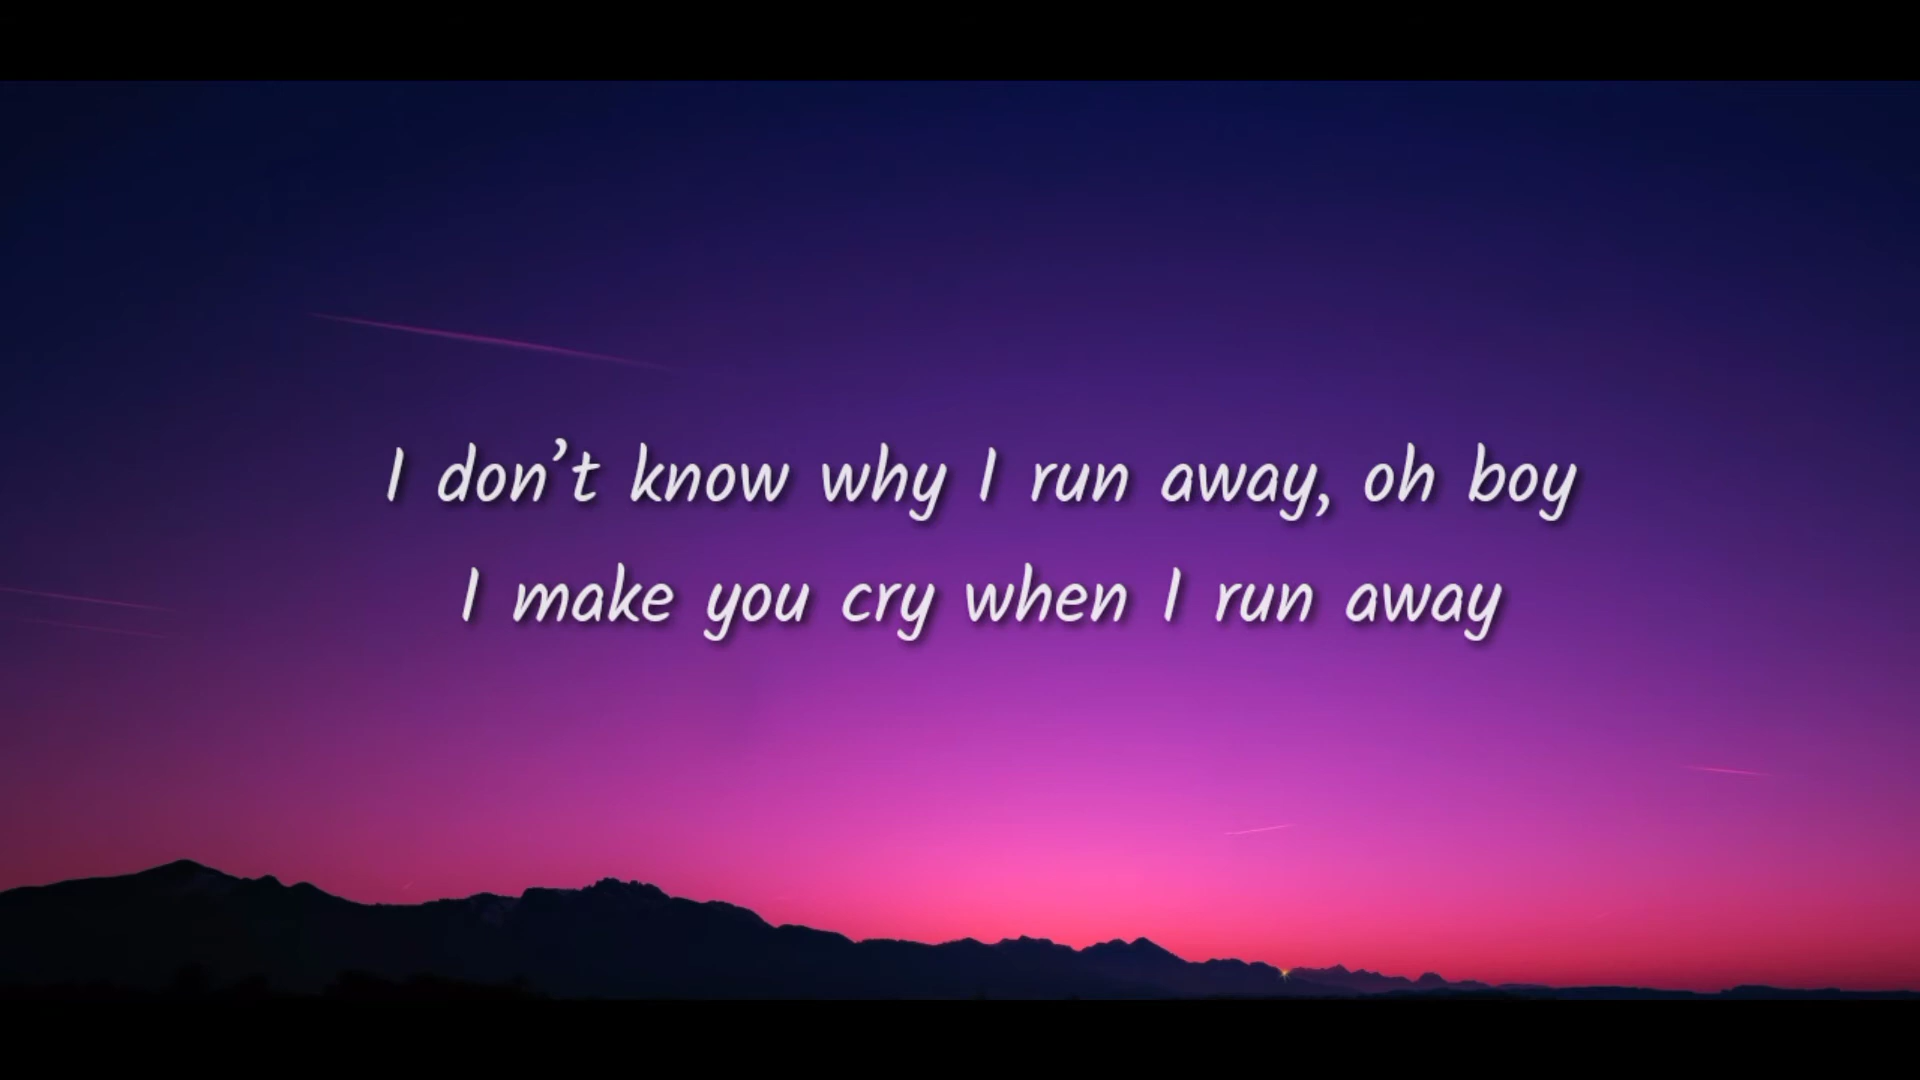 I don’t know why I run away, oh boy
I make you cry when I run away